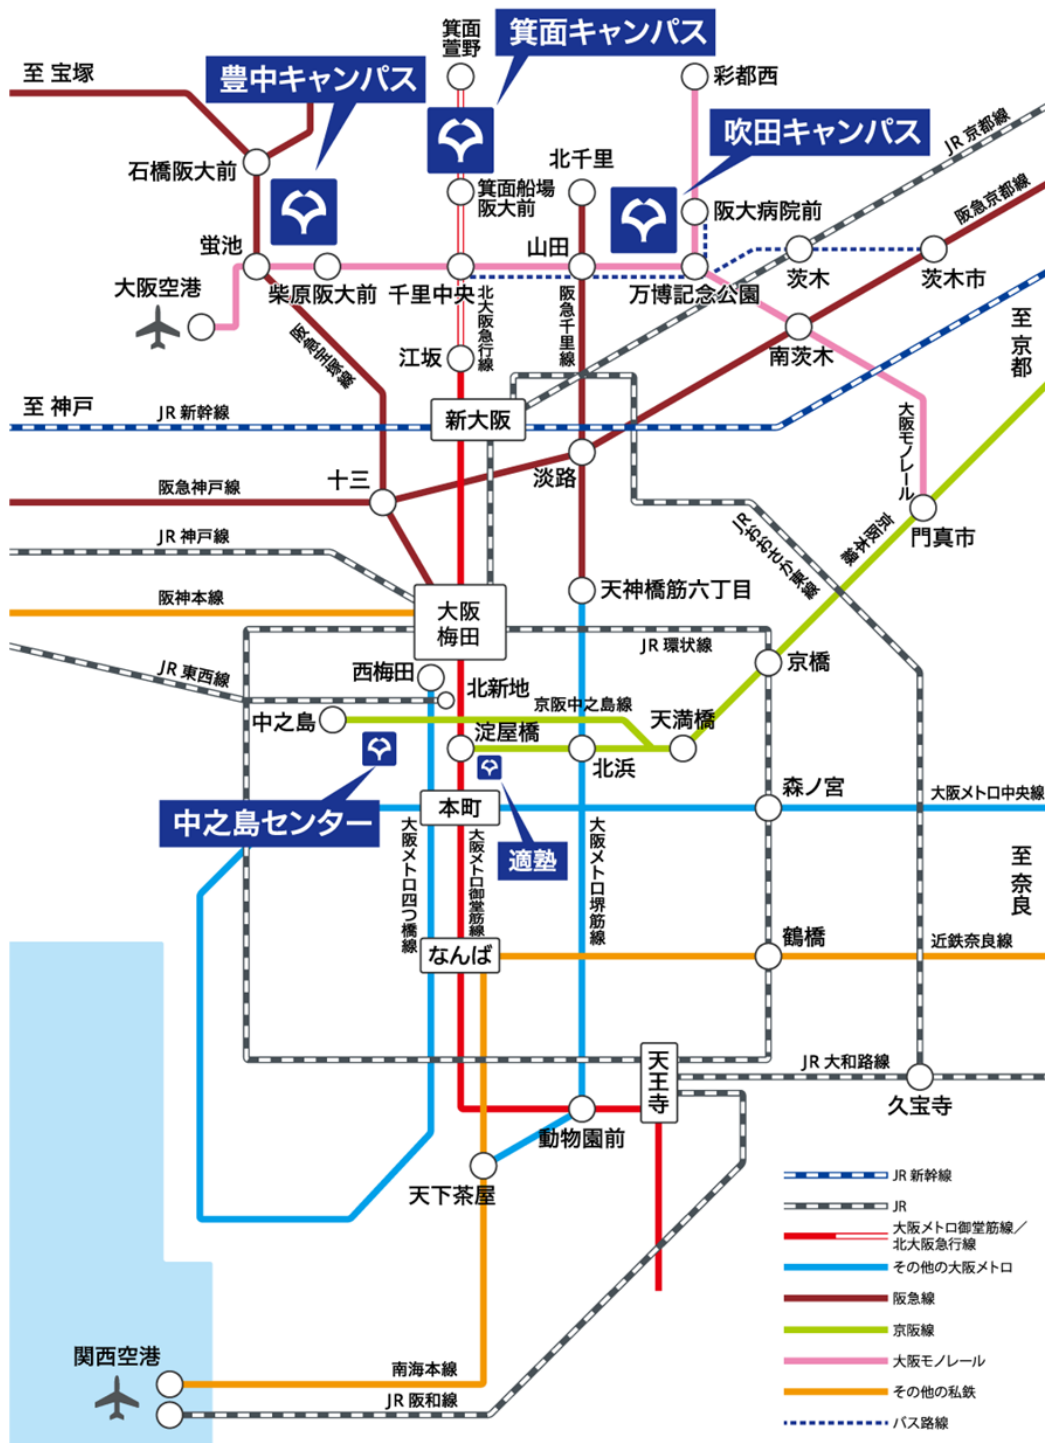 箕面
萱野
箕面キャンパス
至 宝塚
豊中キャンパス
彩都西
吹田キャンパス
JR 京都線
石橋阪大前
北千里
箕面船場
阪大前
阪大病院前
阪急京都線
蛍池
山田
茨木
茨木市
大阪空港
柴原阪大前
千里中央
万博記念公園
北大阪急行線
阪急千里線
阪急宝塚線
江坂
南茨木
至 京都
至 神戸
JR 新幹線
新大阪
大阪モノレール
阪急神戸線
十三
淡路
JR 神戸線
JRおおさか東線
京阪本線
門真市
阪神本線
大阪
梅田
天神橋筋六丁目
JR 環状線
京橋
JR 東西線
西梅田
北新地
中之島
京阪中之島線
天満橋
淀屋橋
北浜
森ノ宮
中之島センター
本町
大阪メトロ中央線
適塾
大阪メトロ四つ橋線
大阪メトロ御堂筋線
大阪メトロ堺筋線
至 奈良
なんば
鶴橋
近鉄奈良線
天王寺
JR 大和路線
久宝寺
動物園前
天下茶屋
関西空港
南海本線
JR 阪和線
JR 新幹線
JR
大阪メトロ御堂筋線／
北大阪急行線
その他の大阪メトロ
阪急線
京阪線
大阪モノレール
その他の私鉄
バス路線